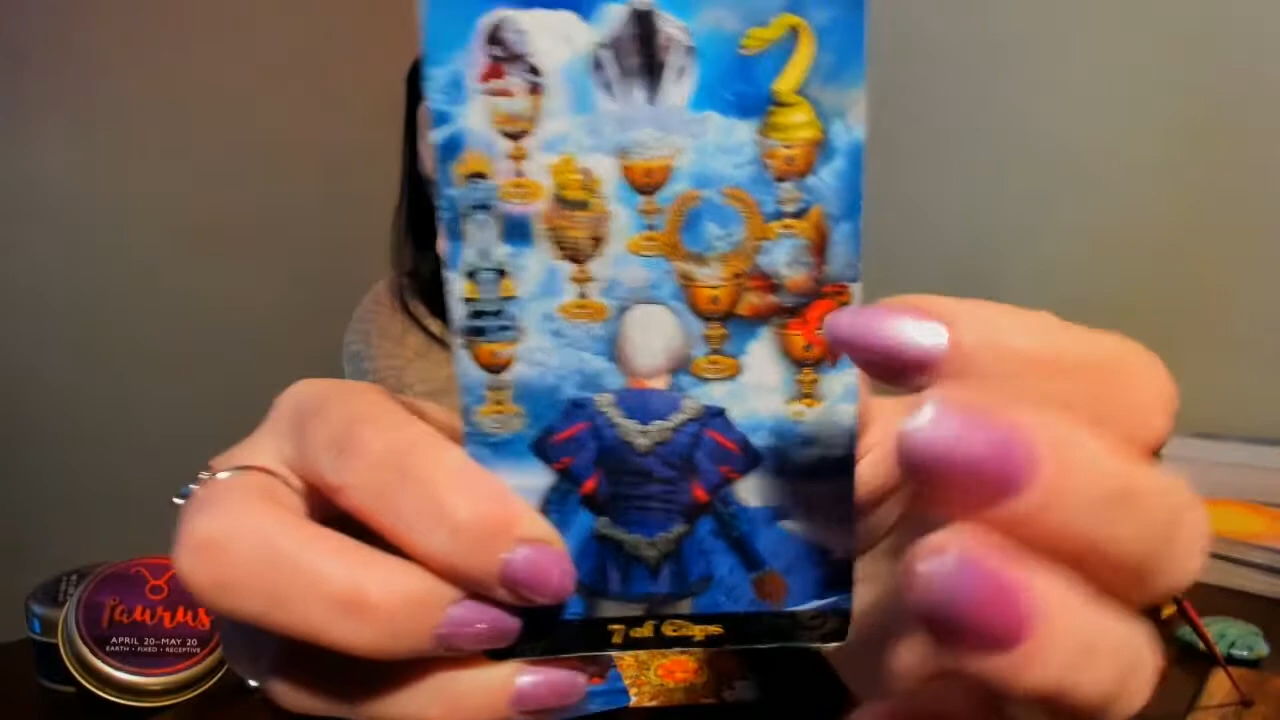 7 of Cups
Taurus
APRIL 20–MAY 20
EARTH • FIXED • RECEPTIVE